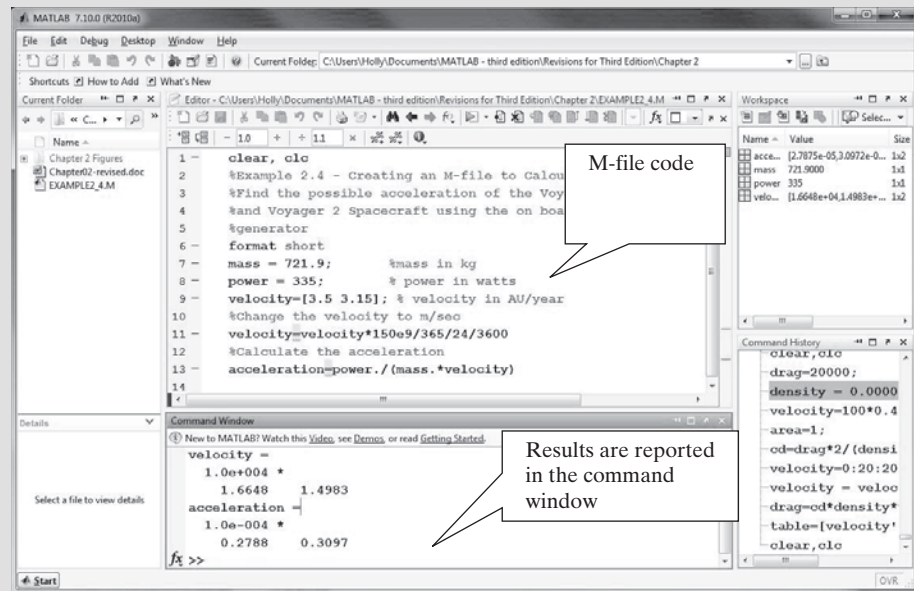 MATLAB 7.10.0 (R2010a)
File Edit Debug Desktop Window Help
Current Folder: C:\Users\Holly\Documents\MATLAB - third edition\Revisions for Third Edition\Chapter 2
Shortcuts How to Add What's New
Current Folder
« C...
Name
Chapter 2 Figures
Chapter02-revised.doc
EXAMPLE2_4.M
Details
Select a file to view details
Editor - C:\Users\Holly\Documents\MATLAB - third edition\Revisions for Third Edition\Chapter 2\EXAMPLE2_4.M
- 1.0 + ÷ 1.1 ×
1 - clear, clc
2 %Example 2.4 - Creating an M-file to Calcu
3 %Find the possible acceleration of the Voy
4 %and Voyager 2 Spacecraft using the on boa
5 %generator
6 - format short
7 - mass = 721.9; %mass in kg
8 - power = 335; % power in watts
9 - velocity=[3.5 3.15]; % velocity in AU/year
10 %Change the velocity to m/sec
11 - velocity=velocity*150e9/365/24/3600
12 %Calculate the acceleration
13 - acceleration=power./(mass.*velocity)
14
M-file code
Command Window
New to MATLAB? Watch this Video, see Demos, or read Getting Started.
velocity =
1.0e+004 *
1.6648 1.4983
acceleration =
1.0e-004 *
0.2788 0.3097
fx >>
Results are reported
in the command
window
Workspace
Selec...
Name Value Size
acce... [2.7875e-05,3.0972e-0... 1x2
mass 721.9000 1x1
power 335 1x1
velo... [1.6648e+04,1.4983e+... 1x2
Command History
clear,clc
drag=20000;
density = 0.0000
velocity=100*0.4
area=1;
cd=drag*2/(densi
velocity=0:20:20
velocity = veloc
drag=cd*density*
table=[velocity'
clear,clc
Start
OVR